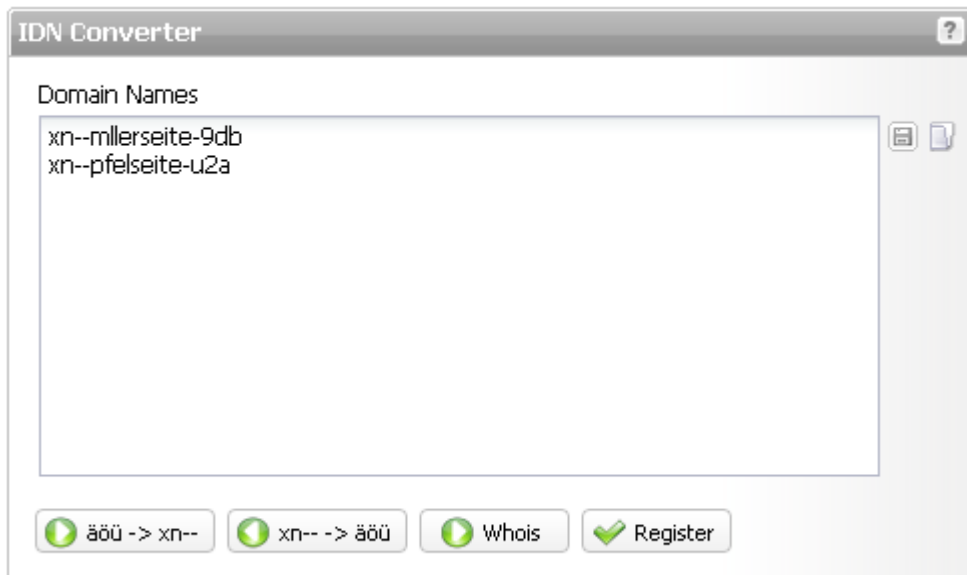 IDN Converter
?
Domain Names
xn--mllerseite-9db
xn--pfelseite-u2a
äöü -> xn--
xn-- -> äöü
Whois
Register